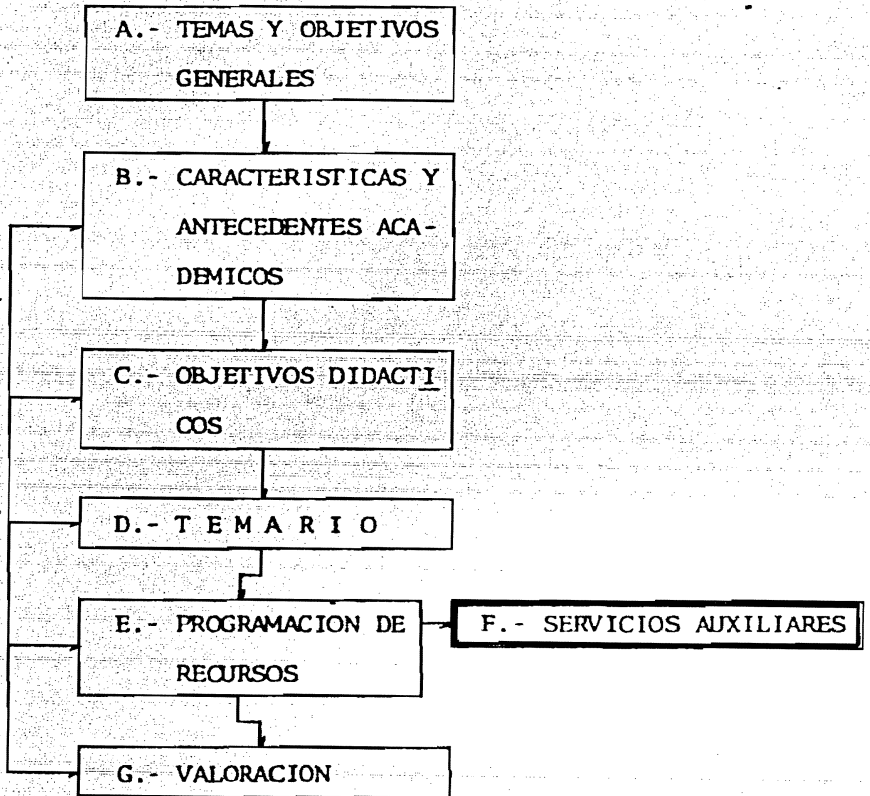 A.- TEMAS Y OBJETIVOS
GENERALES
B.- CARACTERISTICAS Y
ANTECEDENTES ACA-
DEMICOS
C.- OBJETIVOS DIDACTI
COS
D.- T E M A R I O
E.- PROGRAMACION DE
RECURSOS
F.- SERVICIOS AUXILIARES
G.- VALORACION